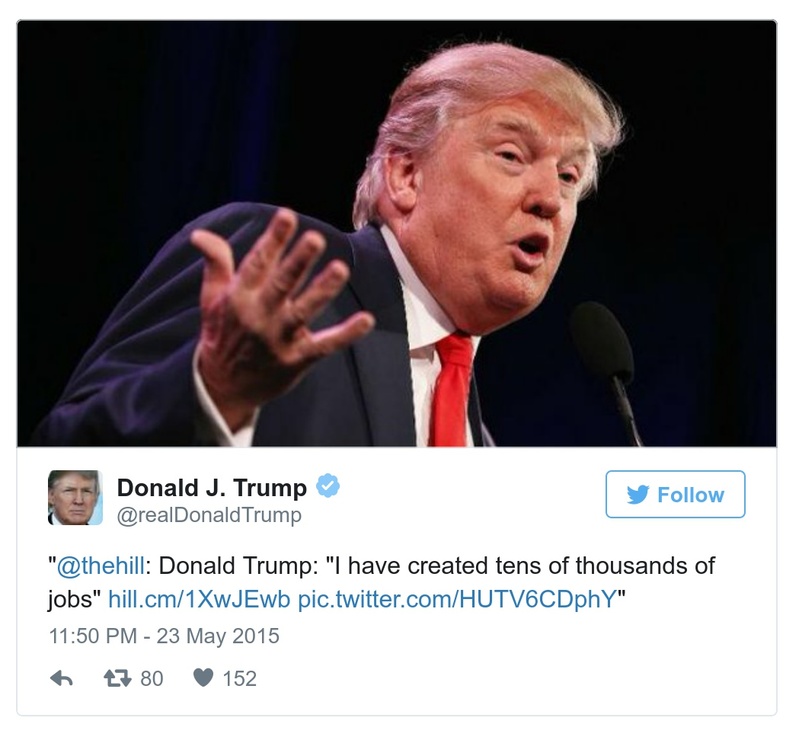 Donald J. Trump
@realDonaldTrump
Follow
"@thehill: Donald Trump: "I have created tens of thousands of
jobs" hill.cm/1XwJEwb pic.twitter.com/HUTV6CDphY"
11:50 PM - 23 May 2015
80 152